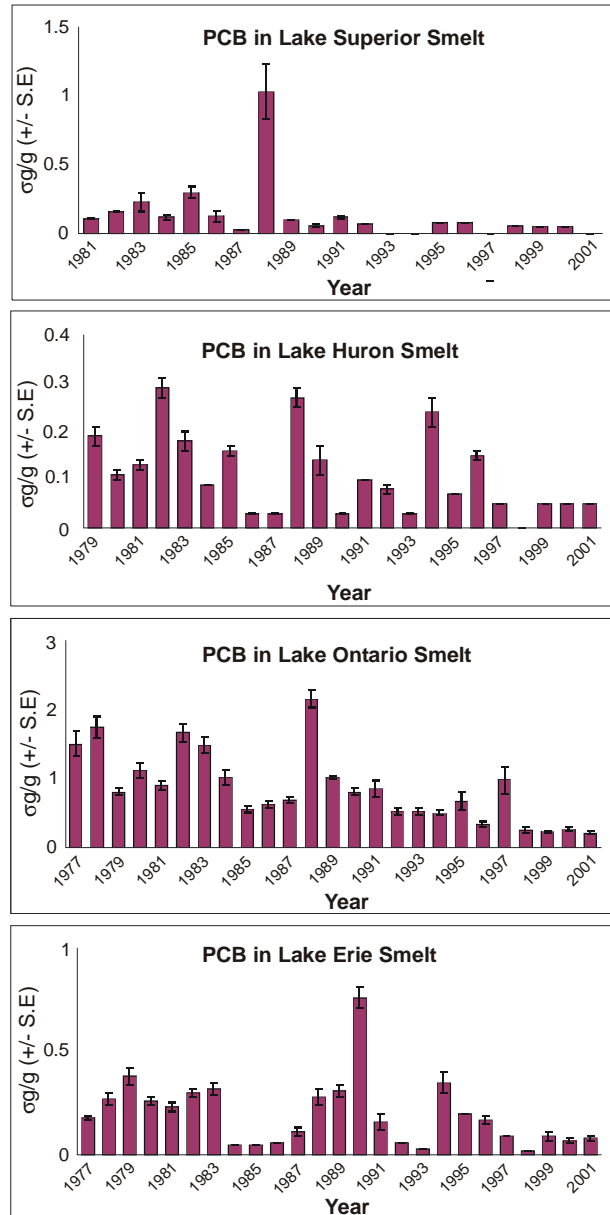 PCB in Lake Superior Smelt
σg/g (+/- S.E)
1.5
1
0.5
0
1981 1983 1985 1987 1989 1991 1993 1995 1997 1999 2001
Year
PCB in Lake Huron Smelt
σg/g (+/- S.E)
0.4
0.3
0.2
0.1
0
1979 1981 1983 1985 1987 1989 1991 1993 1995 1997 1999 2001
Year
PCB in Lake Ontario Smelt
σg/g (+/- S.E)
3
2
1
0
1977 1979 1981 1983 1985 1987 1989 1991 1993 1995 1997 1999 2001
Year
PCB in Lake Erie Smelt
σg/g (+/- S.E)
1
0.5
0
1977 1979 1981 1983 1985 1987 1989 1991 1993 1995 1997 1999 2001
Year